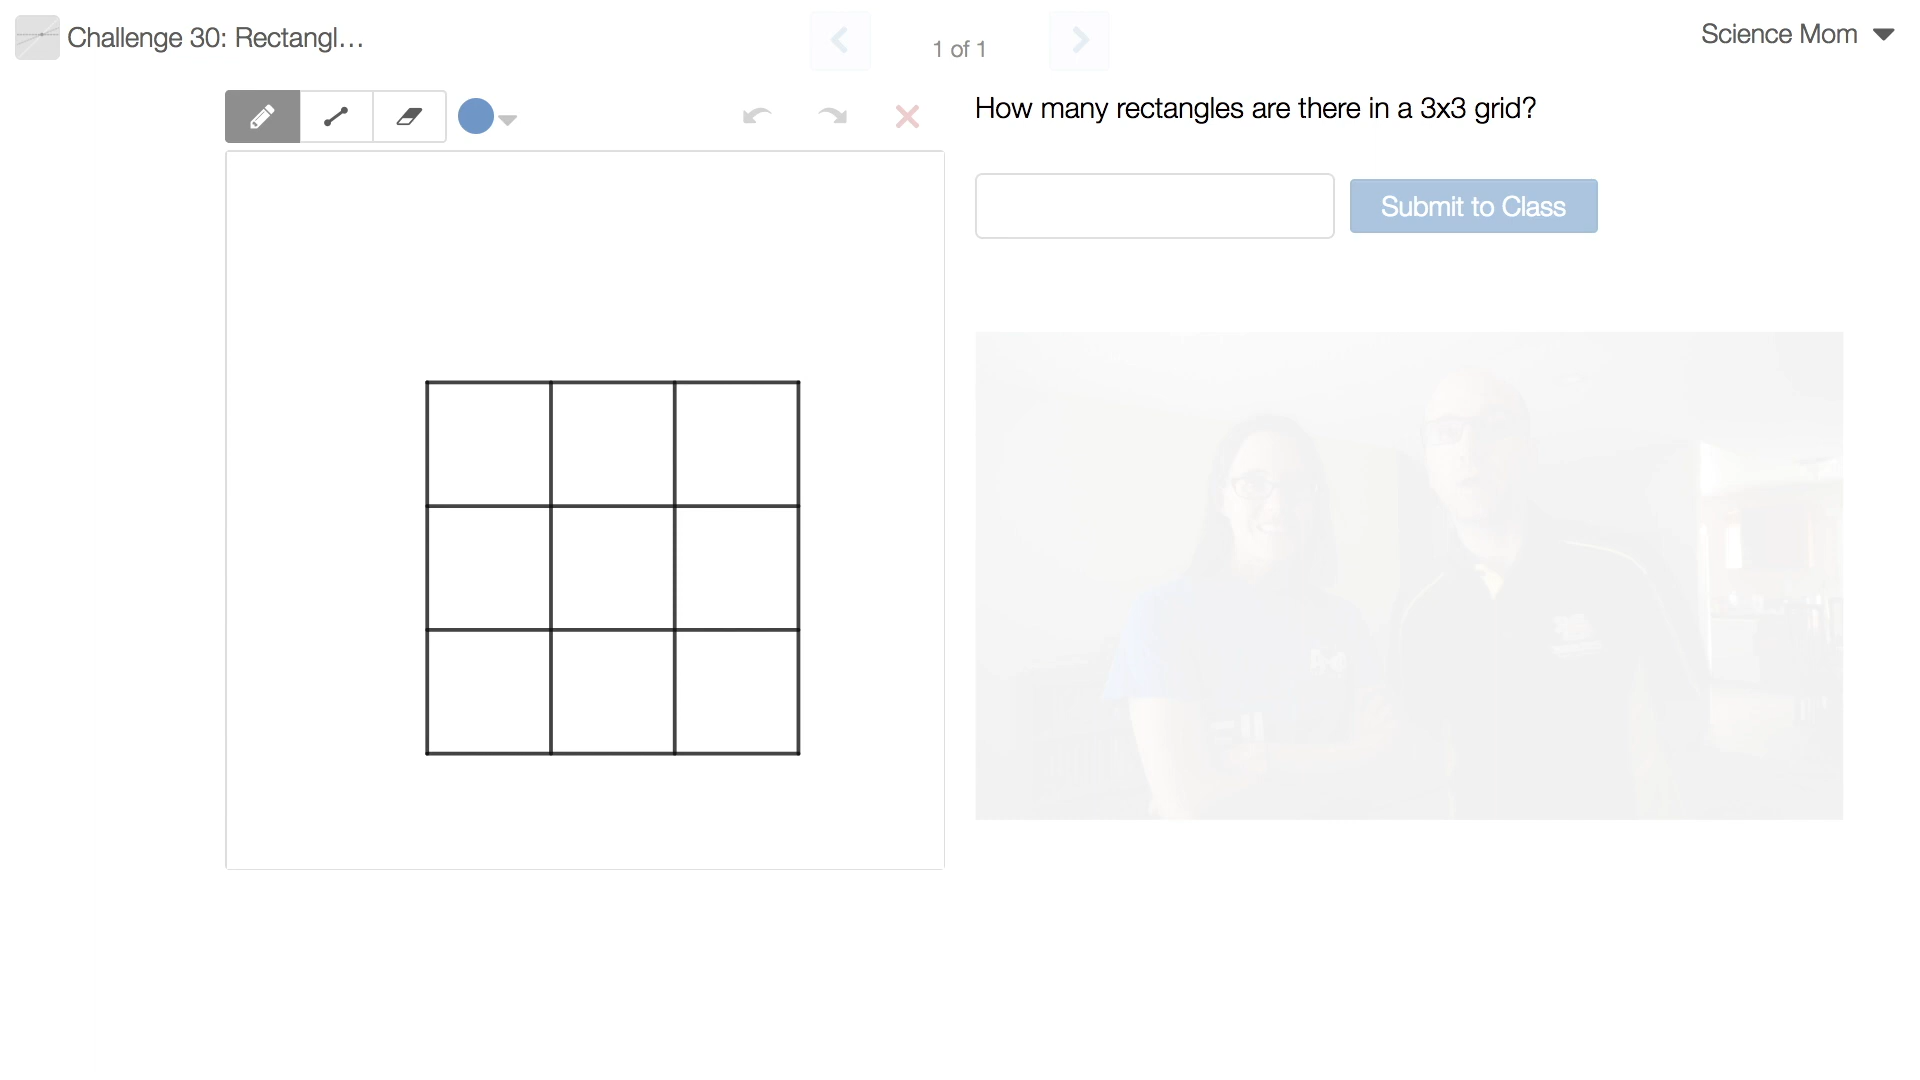 Challenge 30: Rectangl...
1 of 1
Science Mom
How many rectangles are there in a 3x3 grid?
Submit to Class